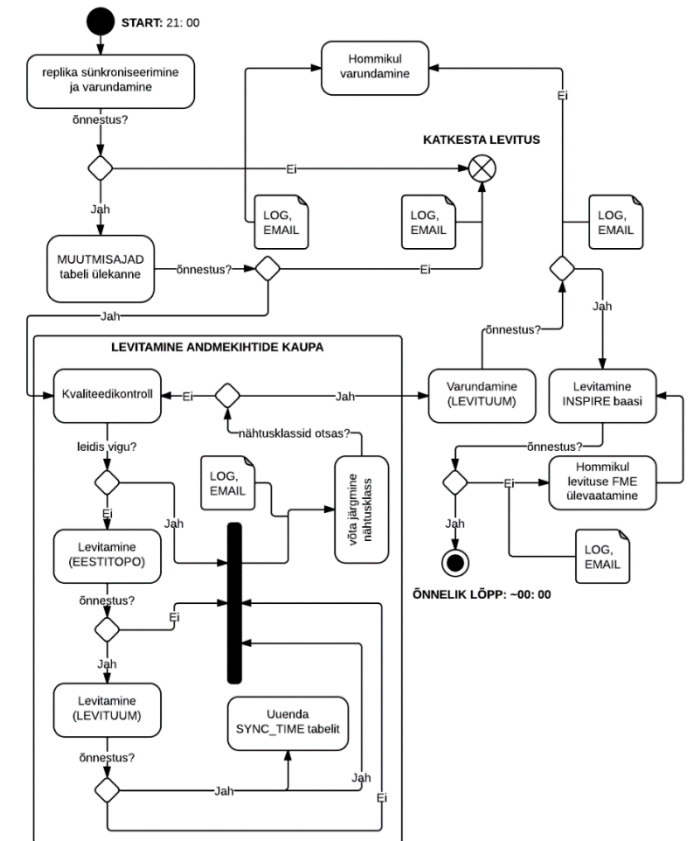 START: 21: 00
replika sünkroniseerimine
ja varundamine
Hommikul
varundamine
õnnestus?
Ei
KATKESTA LEVITUS
Ei
Jah
LOG,
EMAIL
LOG,
EMAIL
LOG,
EMAIL
MUUTMISAJAD
tabeli ülekanne
õnnestus?
Ei
Jah
Jah
õnnestus?
LEVITAMINE ANDMEKIHTIDE KAUPA
Kvaliteedikontroll
Ei
Jah
Varundamine
(LEVITUUM)
Levitamine
INSPIRE baasi
leidis vigu?
nähtusklassid otsas?
õnnestus?
LOG,
EMAIL
võta järgmine
nähtusklass
Ei
Hommikul
levituse FME
ülevaatamine
Ei
Jah
Jah
Levitamine
(EESTITOPO)
LOG,
EMAIL
ÕNNELIK LÕPP: ~00: 00
õnnestus?
Ei
Jah
Levitamine
(LEVITUUM)
Uuenda
SYNC_TIME tabelit
õnnestus?
Jah
Jah
Ei